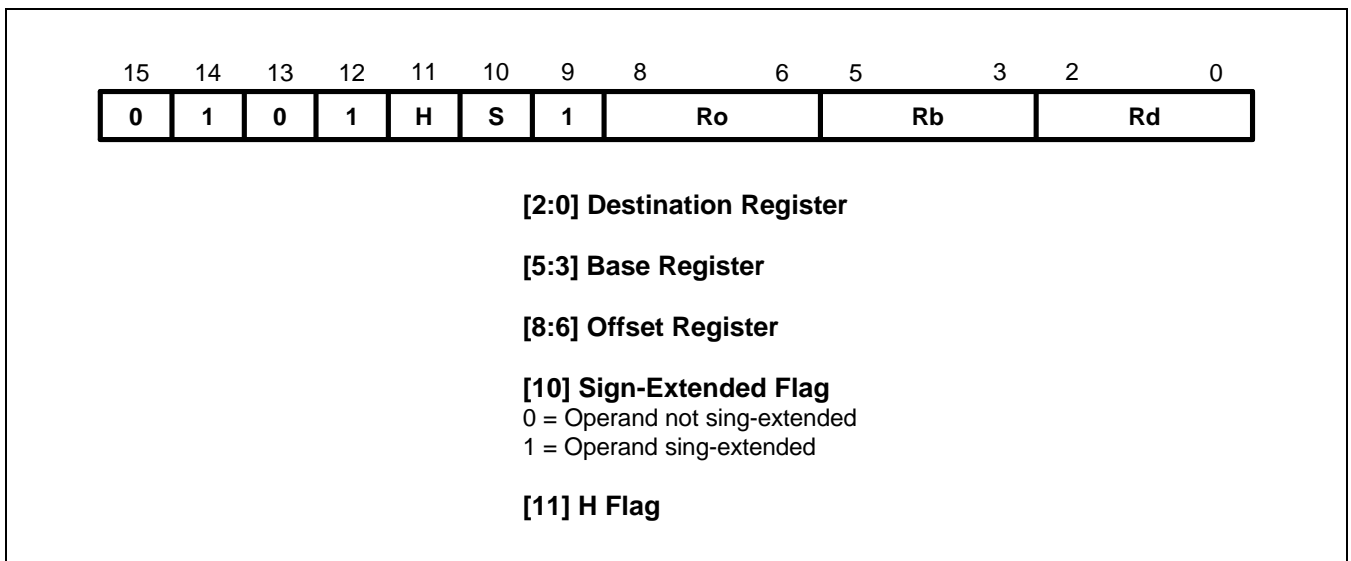 15 14 13 12 11 10 9 8 6 5 3 2 0
0 1 0 1 H S 1 Ro Rb Rd
[2:0] Destination Register
[5:3] Base Register
[8:6] Offset Register
[10] Sign-Extended Flag
0 = Operand not sing-extended
1 = Operand sing-extended
[11] H Flag